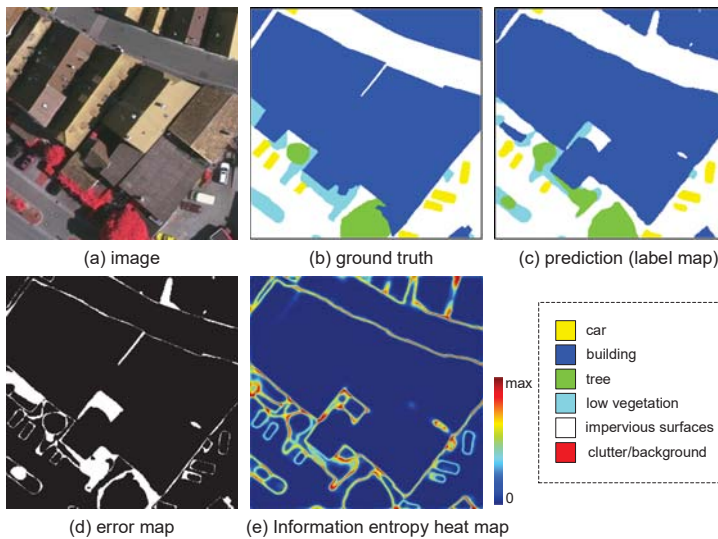 (a) image
(b) ground truth
(c) prediction (label map)
(d) error map
(e) Information entropy heat map
max
0
car
building
tree
low vegetation
impervious surfaces
clutter/background